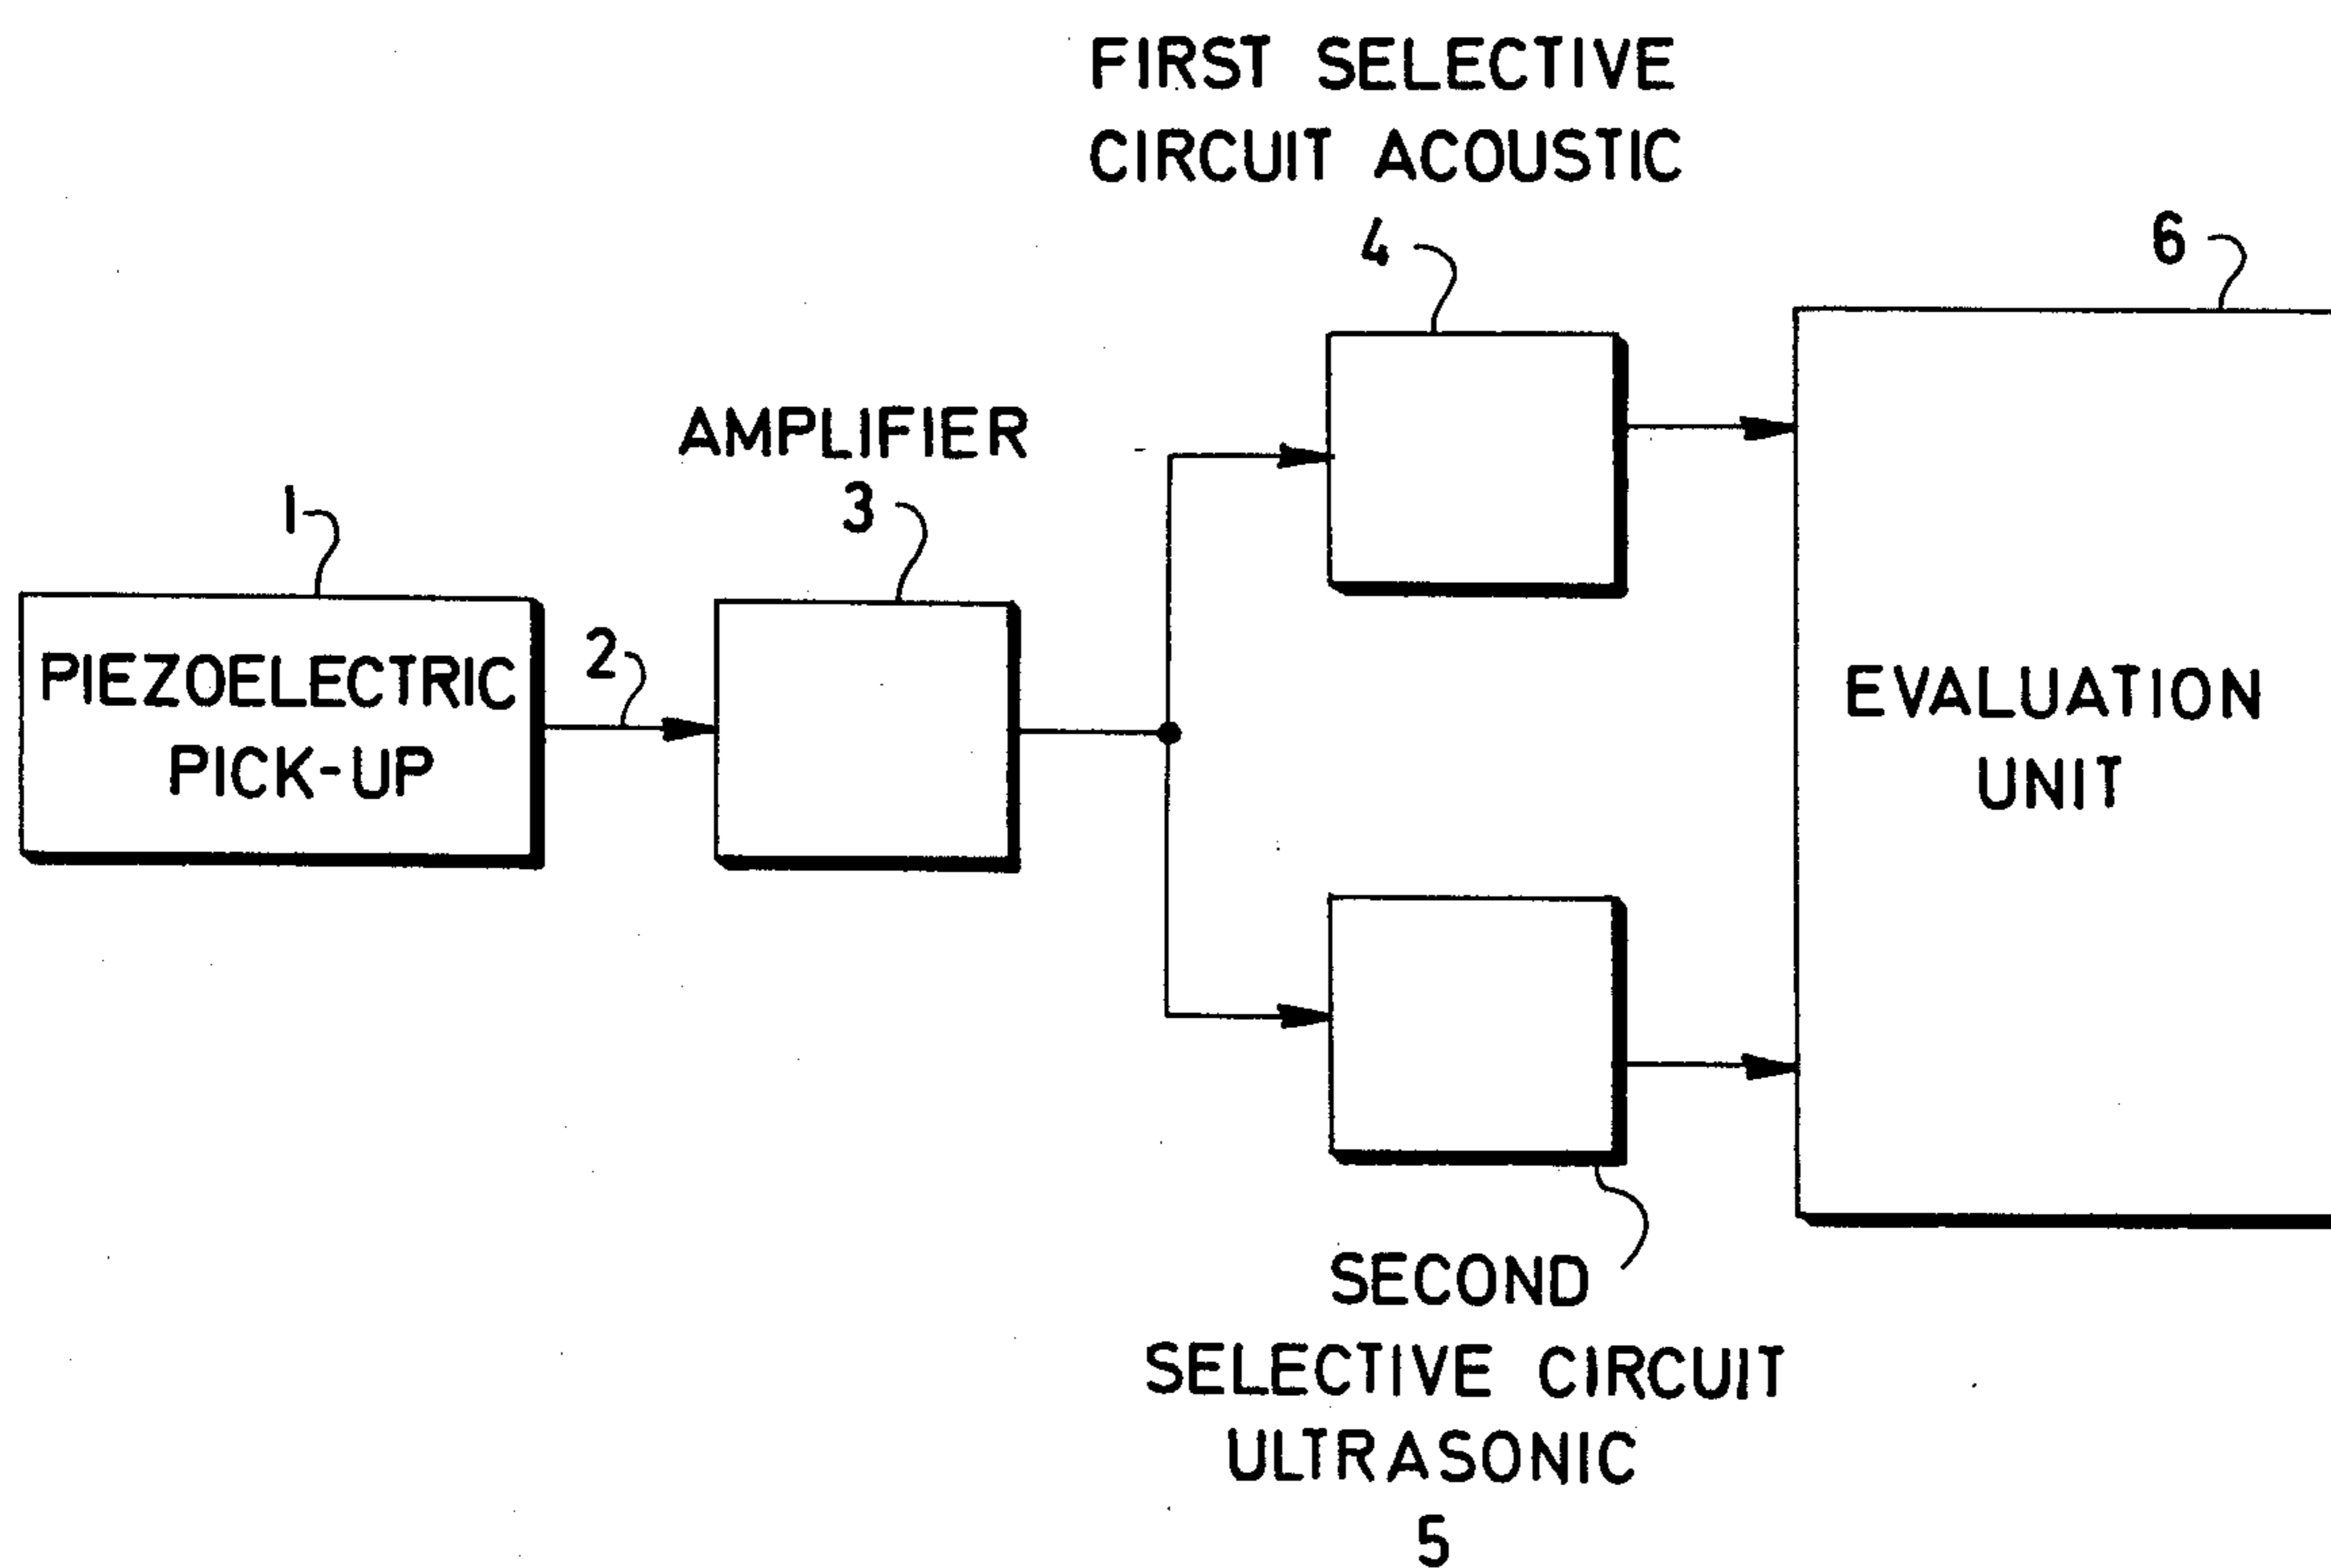 FIRST SELECTIVE
CIRCUIT ACOUSTIC
4
6
AMPLIFIER
3
1
PIEZOELECTRIC
PICK-UP
2
EVALUATION
UNIT
SECOND
SELECTIVE CIRCUIT
ULTRASONIC
5